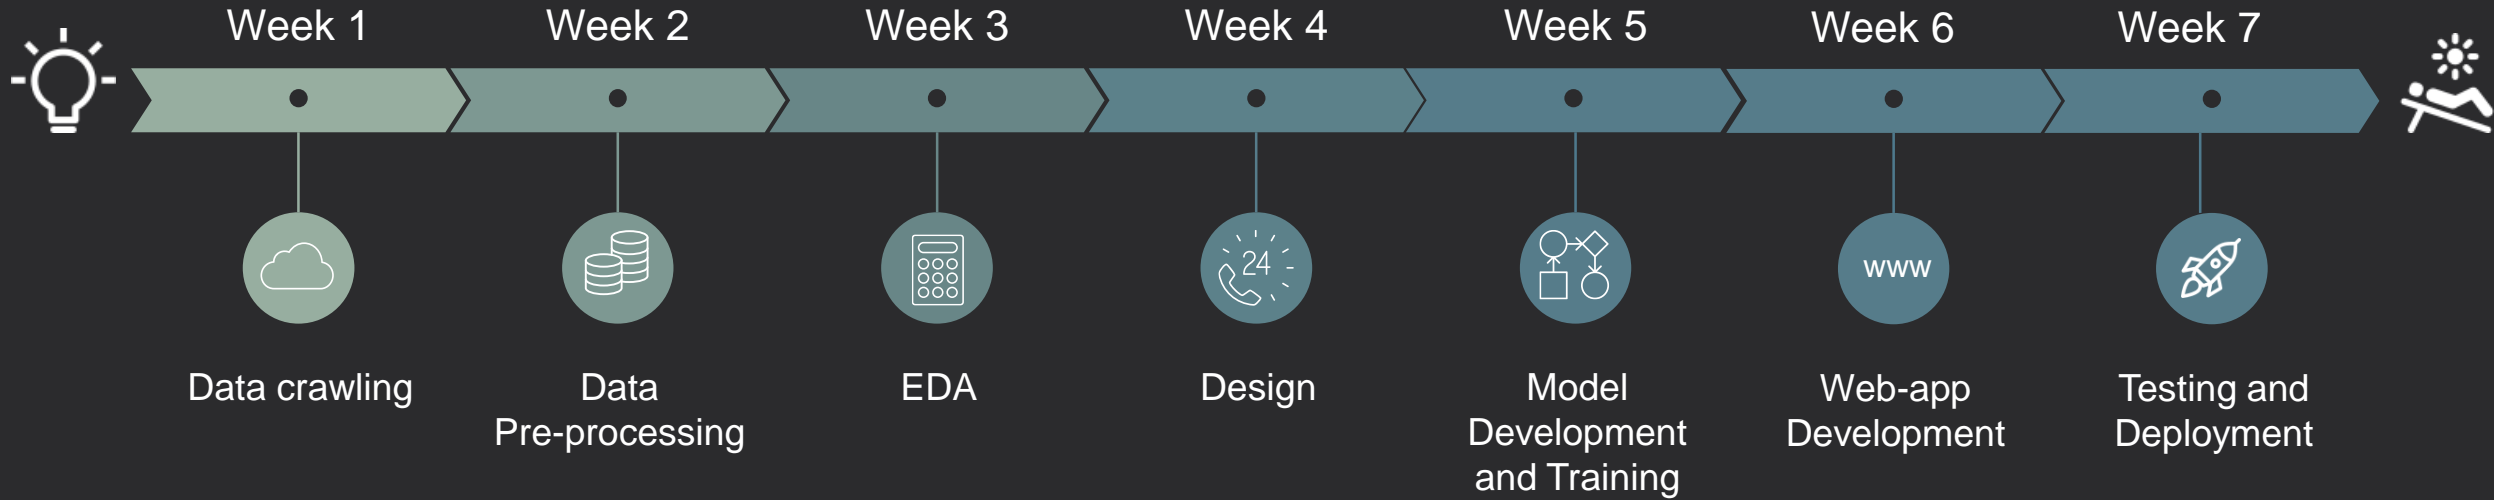 Week 1
Week 2
Week 3
Week 4
Week 5
Week 6
Week 7
24
www
Data crawling
Data
Pre-processing
EDA
Design
Model
Development
and Training
Web-app
Development
Testing and
Deployment